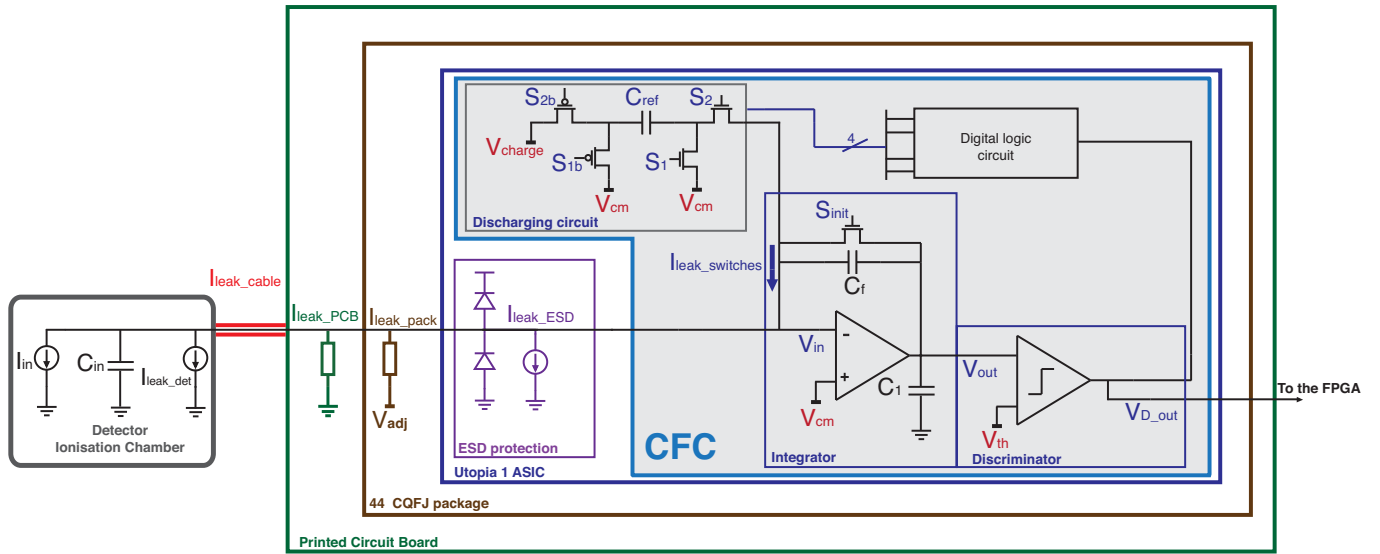 S2b
Cref
S2
Vcharge
S1b
S1
Vcm
Vcm
Discharging circuit
4
Digital logic
circuit
Sinit
Ileak_switches
Cf
Ileak_cable
Ileak_PCB
Ileak_pack
Ileak_ESD
Iin
Cin
Ileak_det
Detector
Ionisation Chamber
Vadj
ESD protection
Utopia 1 ASIC
44 CQFJ package
Printed Circuit Board
CFC
Vin
-
+
Vcm
C1
Integrator
Vout
Vth
VD_out
Discriminator
To the FPGA